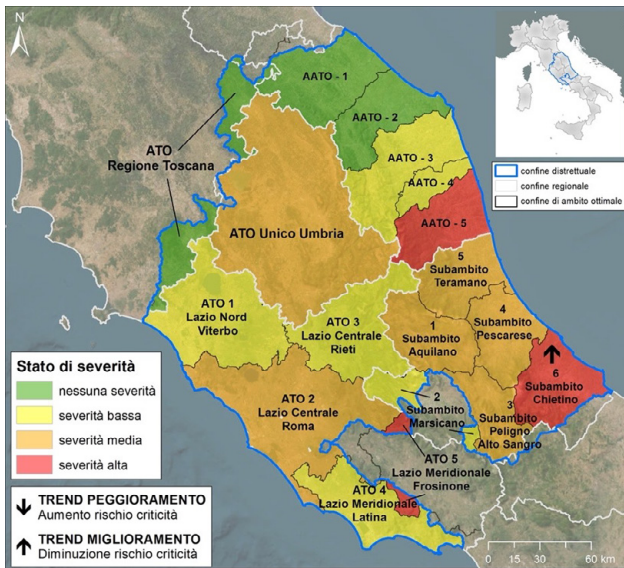 N
AATO - 1
AATO - 2
ATO
Regione Toscana
AATO - 3
AATO - 4
AATO - 5
ATO Unico Umbria
5
Subambito
Teramano
4
Subambito
Pescarese
ATO 1
Lazio Nord
Viterbo
ATO 3
Lazio Centrale
Rieti
1
Subambito
Aquilano
6
Subambito
Chietino
ATO 2
Lazio Centrale
Roma
2
Subambito
Marsicano
3
Subambito
Peligno
Alto Sangro
ATO 5
Lazio Meridionale
Frosinone
ATO 4
Lazio Meridionale
Latina
confine distrettuale
confine regionale
confine di ambito ottimale
Stato di severità
nessuna severità
severità bassa
severità media
severità alta
TREND PEGGIORAMENTO
Aumento rischio criticità
TREND MIGLIORAMENTO
Diminuzione rischio criticità
0 15 30 60 km